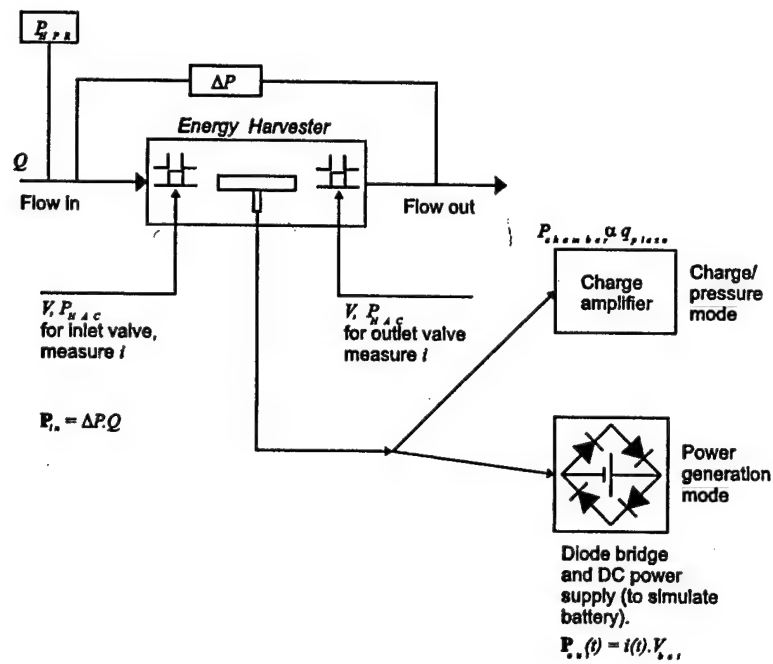 P_HPR
ΔP
Energy Harvester
Q
Flow in
Flow out
P_chamber α q_piezo
Charge amplifier
Charge/
pressure
mode
V, P_HAC
for inlet valve,
measure i
V, P_HAC
for outlet valve
measure i
P_in = ΔP.Q
Power
generation
mode
Diode bridge
and DC power
supply (to simulate
battery).
P_out(t) = i(t).V_bat